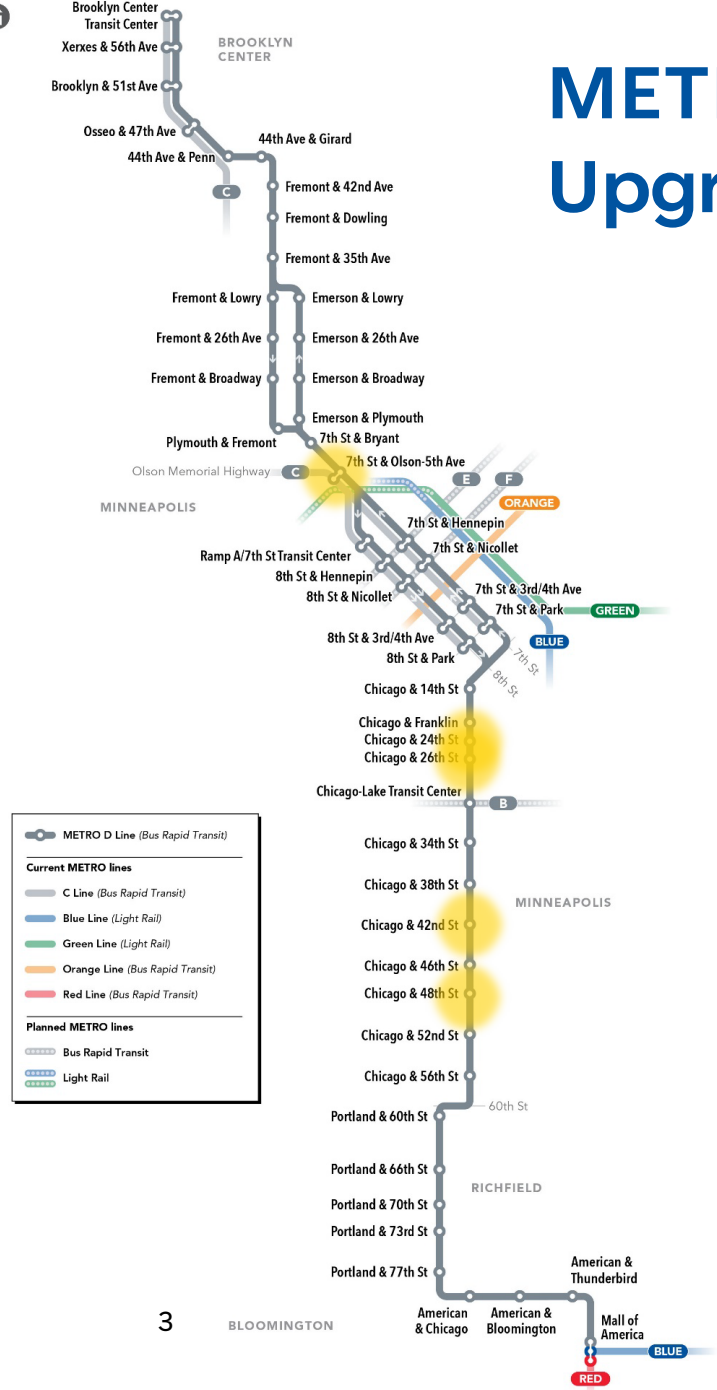 i
Brooklyn Center
Transit Center
Xerxes & 56th Ave
BROOKLYN
CENTER
Brooklyn & 51st Ave
Osseo & 47th Ave
44th Ave & Girard
44th Ave & Penn
C
Fremont & 42nd Ave
Fremont & Dowling
Fremont & 35th Ave
Fremont & Lowry
Emerson & Lowry
Fremont & 26th Ave
Emerson & 26th Ave
Fremont & Broadway
Emerson & Broadway
Emerson & Plymouth
Plymouth & Fremont
7th St & Bryant
7th St & Olson-5th Ave
Olson Memorial Highway
C
MINNEAPOLIS
E
F
ORANGE
7th St & Hennepin
7th St & Nicollet
Ramp A/7th St Transit Center
8th St & Hennepin
8th St & Nicollet
7th St & 3rd/4th Ave
7th St & Park
GREEN
8th St & 3rd/4th Ave
8th St & Park
BLUE
7th St
8th St
Chicago & 14th St
Chicago & Franklin
Chicago & 24th St
Chicago & 26th St
Chicago-Lake Transit Center
B
Chicago & 34th St
Chicago & 38th St
MINNEAPOLIS
Chicago & 42nd St
Chicago & 46th St
Chicago & 48th St
Chicago & 52nd St
Chicago & 56th St
60th St
Portland & 60th St
Portland & 66th St
RICHFIELD
Portland & 70th St
Portland & 73rd St
Portland & 77th St
American &
Thunderbird
American
& Chicago
American &
Bloomington
Mall of
America
BLUE
RED
3
BLOOMINGTON
METRO D Line (Bus Rapid Transit)
Current METRO lines
C Line (Bus Rapid Transit)
Blue Line (Light Rail)
Green Line (Light Rail)
Orange Line (Bus Rapid Transit)
Red Line (Bus Rapid Transit)
Planned METRO lines
Bus Rapid Transit
Light Rail
MET
Upgr